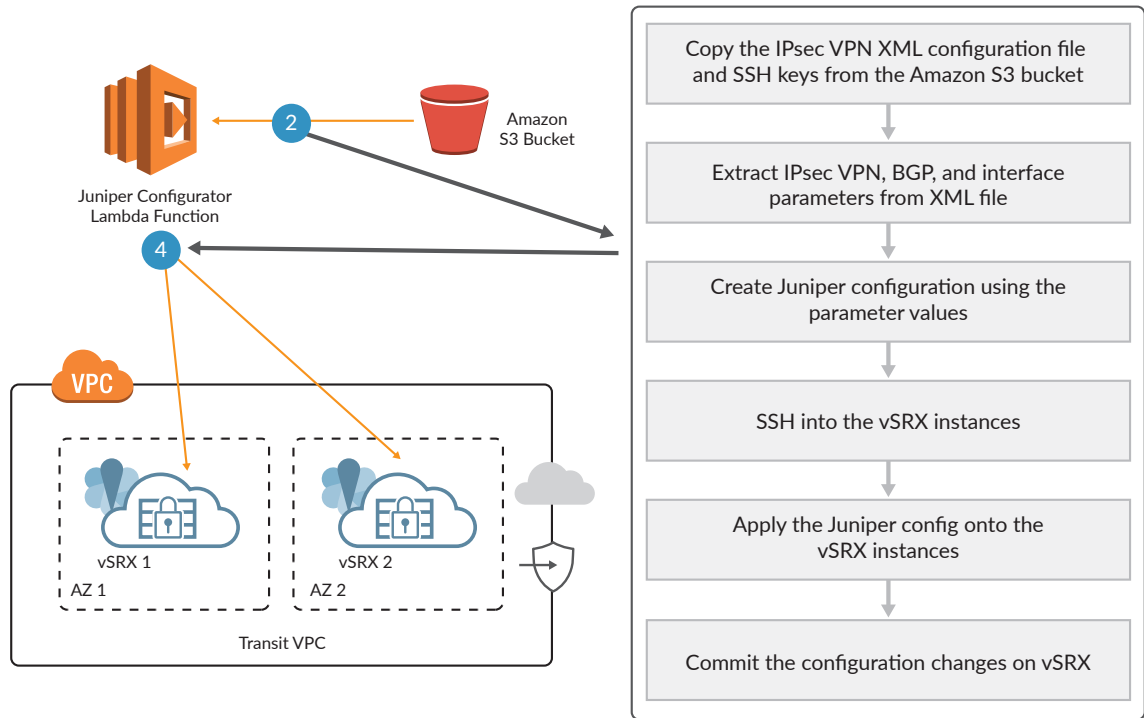 2
Amazon
S3 Bucket
Juniper Configurator
Lambda Function
4
VPC
vSRX 1
AZ 1
vSRX 2
AZ 2
Transit VPC
Copy the IPsec VPN XML configuration file
and SSH keys from the Amazon S3 bucket
Extract IPsec VPN, BGP, and interface
parameters from XML file
Create Juniper configuration using the
parameter values
SSH into the vSRX instances
Apply the Juniper config onto the
vSRX instances
Commit the configuration changes on vSRX